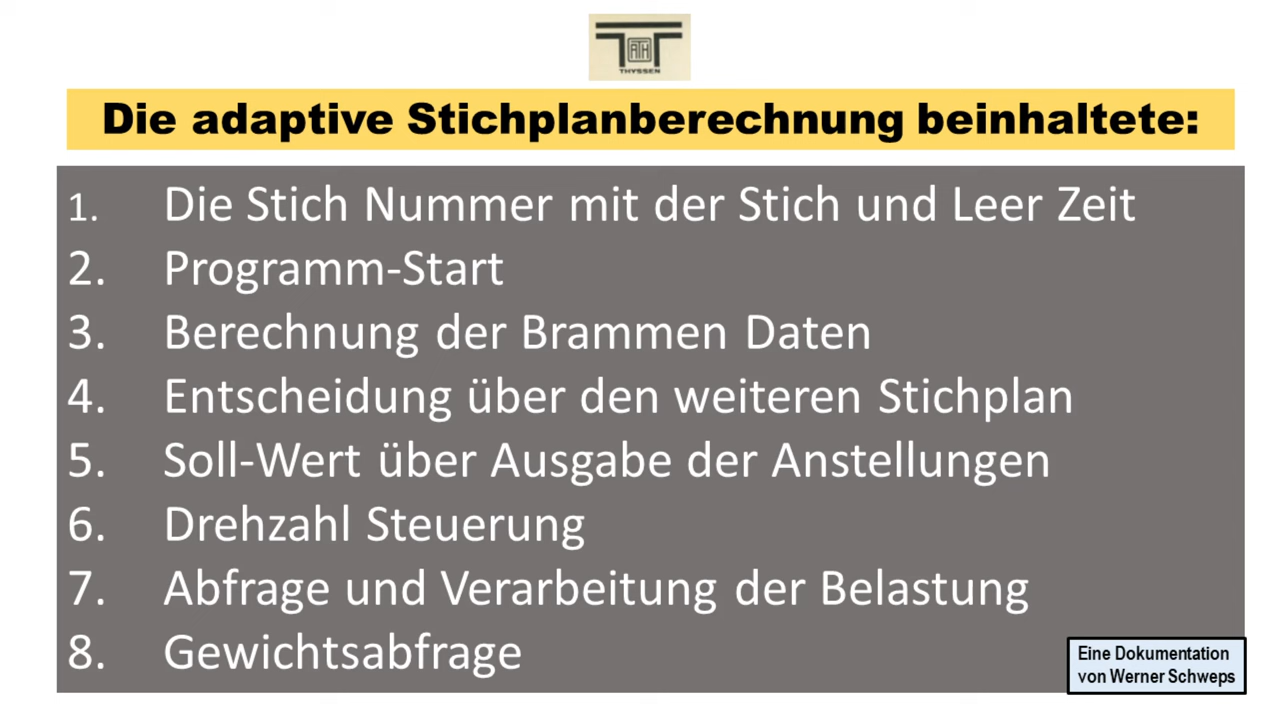 ATH
THYSSEN
Die adaptive Stichplanberechnung beinhaltete:
1. Die Stich Nummer mit der Stich und Leer Zeit
2. Programm-Start
3. Berechnung der Brammen Daten
4. Entscheidung über den weiteren Stichplan
5. Soll-Wert über Ausgabe der Anstellungen
6. Drehzahl Steuerung
7. Abfrage und Verarbeitung der Belastung
8. Gewichtsabfrage
Eine Dokumentation
von Werner Schweps